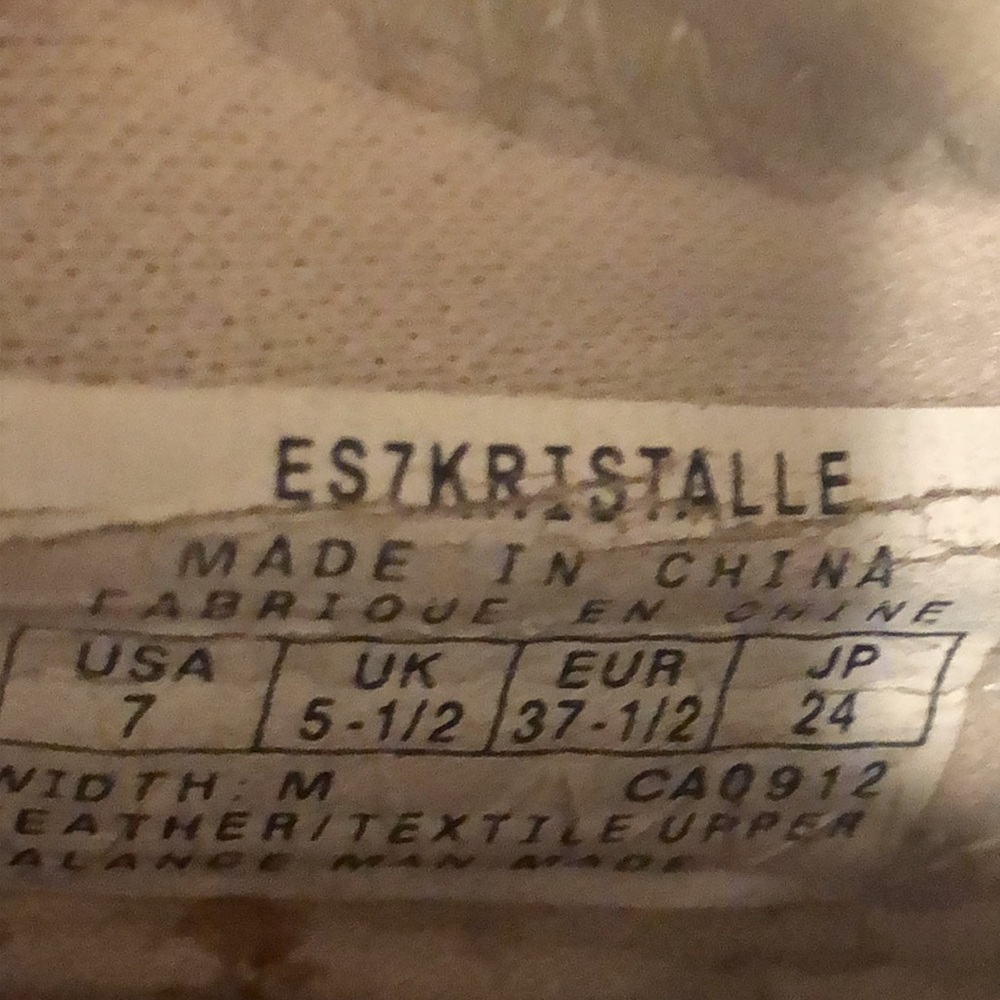 ES7KRISTALLE
MADE IN CHINA
FABRIQUE EN CHINE
USA UK EUR JP
7 5-1/2 37-1/2 24
WIDTH: M CA0912
EATHER/TEXTILE UPPER
ALANCE MAN MADE